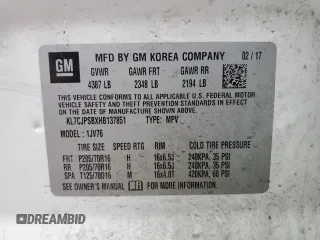 GM
MFD BY GM KOREA COMPANY 02/17
GVWR GAWR FRT GAWR RR
4387 LB 2348 LB 2194 LB
THIS VEHICLE CONFORMS TO ALL APPLICABLE U.S. FEDERAL MOTOR
VEHICLE SAFETY, BUMPER, AND THEFT PREVENTION STANDARDS IN
EFFECT ON THE DATE OF MANUFACTURE SHOWN ABOVE.
KL7CJPSBXHB137851 TYPE: MPV
MODEL: 1JV76
TIRE SIZE SPEED RTG RIM COLD TIRE PRESSURE
FRT P205/70R16 H 16x6.5J 240KPA, 35 PSI
RR P205/70R16 H 16x6.5J 240KPA, 35 PSI
SPA T125/70D16 M 16x4.0T 420KPA, 60 PSI
SEE OWNER'S MANUAL FOR MORE INFORMATION.
© BIDFAX.INFO